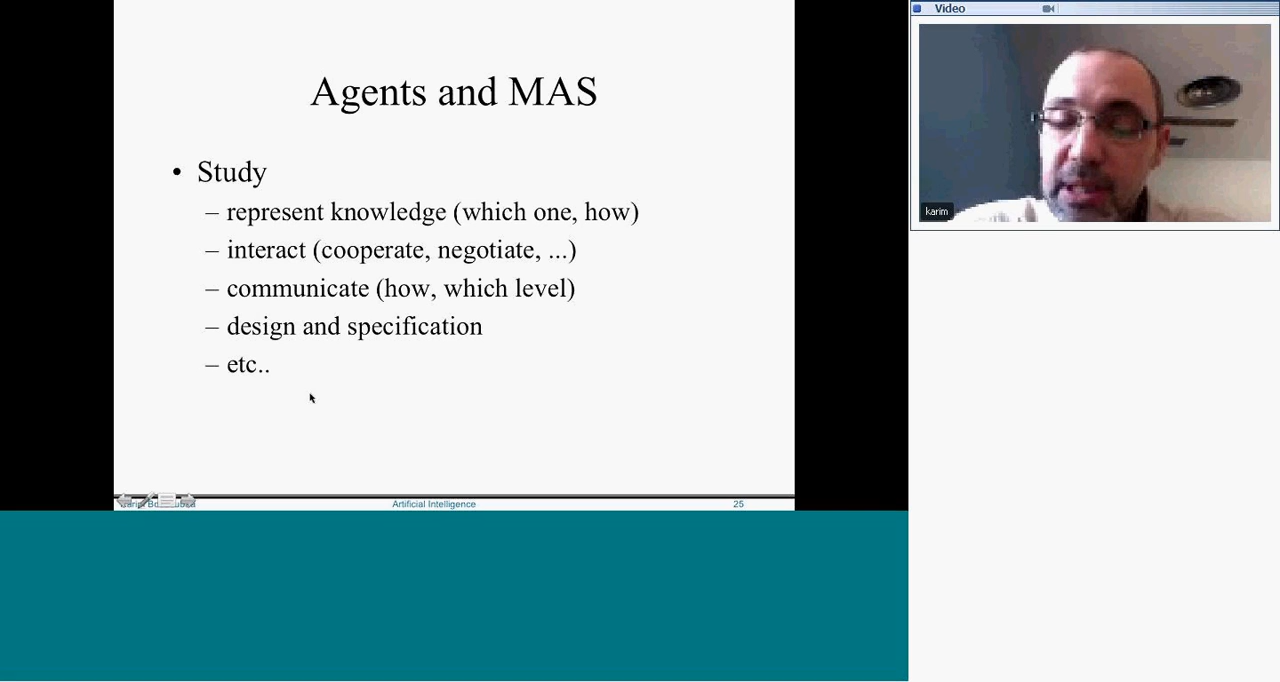 Agents and MAS
• Study
– represent knowledge (which one, how)
– interact (cooperate, negotiate, ...)
– communicate (how, which level)
– design and specification
– etc..
Artificial Intelligence
25
Video
karim